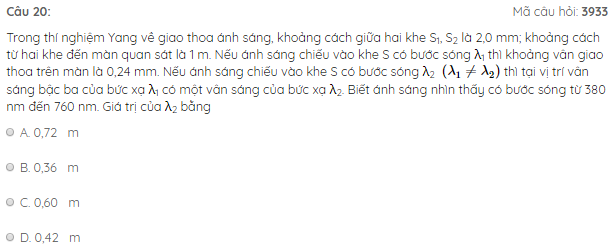 Câu 20: Mã câu hỏi: 3933
Trong thí nghiệm Yang về giao thoa ánh sáng, khoảng cách giữa hai khe S₁, S₂ là 2,0 mm; khoảng cách
từ hai khe đến màn quan sát là 1 m. Nếu ánh sáng chiếu vào khe S có bước sóng λ₁ thì khoảng vân giao
thoa trên màn là 0,24 mm. Nếu ánh sáng chiếu vào khe S có bước sóng λ₂ (λ₁ ≠ λ₂) thì tại vị trí vân
sáng bậc ba của bức xạ λ₁ có một vân sáng của bức xạ λ₂. Biết ánh sáng nhìn thấy có bước sóng từ 380
nm đến 760 nm. Giá trị của λ₂ bằng
A. 0,72 m
B. 0,36 m
C. 0,60 m
D. 0,42 m